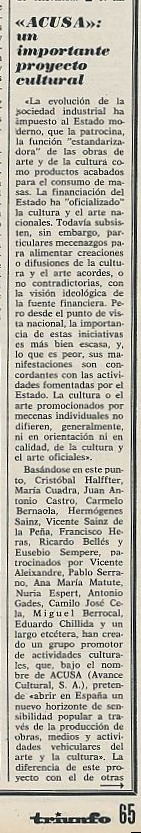 «ACUSA»:
un
importante
proyecto
cultural
«La evolución de la
sociedad industrial ha
impuesto al Estado mo-
derno, que la patrocina,
la función "estandariza-
dora" de las obras de
arte y de la cultura co-
mo productos acabados
para el consumo de ma-
sas. La financiación del
Estado ha "oficializado"
la cultura y el arte na-
cionales. Todavía subsis-
ten, sin embargo, par-
ticulares mecenazgos pa-
ra alimentar creaciones
o difusiones de la cultu-
ra y el arte acordes, o
no contradictorias, con
la visión ideológica de
la fuente financiera. Pe-
ro desde el punto de vis-
ta nacional, la importan-
cia de estas iniciativas
es más bien escasa, y,
lo que es peor, sus ma-
nifestaciones son con-
cordantes con las activi-
dades fomentadas por el
Estado. La cultura o el
arte promocionados por
mecenas individuales no
difieren, generalmente,
ni en orientación ni en
calidad, de la cultura y
el arte oficiales».
Basándose en este pun-
to, Cristóbal Halffter,
María Cuadra, Juan An-
tonio Castro, Carmelo
Bernaola, Hermógenes
Sainz, Vicente Sainz de
la Peña, Francisco He-
ras, Ricardo Bellés y
Eusebio Sempere, pa-
trocinados por Vicente
Aleixandre, Pablo Serra-
no, Ana María Matute,
Nuria Espert, Antonio
Gades, Camilo José Ce-
la, Miguel Berrocal,
Eduardo Chillida y un
largo etcétera, han crea-
do un grupo promotor
de actividades cultura-
les, que, bajo el nom-
bre de ACUSA (Avance
Cultural, S. A.), preten-
de «abrir en España un
nuevo horizonte de sen-
sibilidad popular a tra-
vés de la producción de
obras, medios y activi-
dades vehiculares del
arte y la cultura». La
diferencia de este pro-
yecto con el de otras
triunfo 65